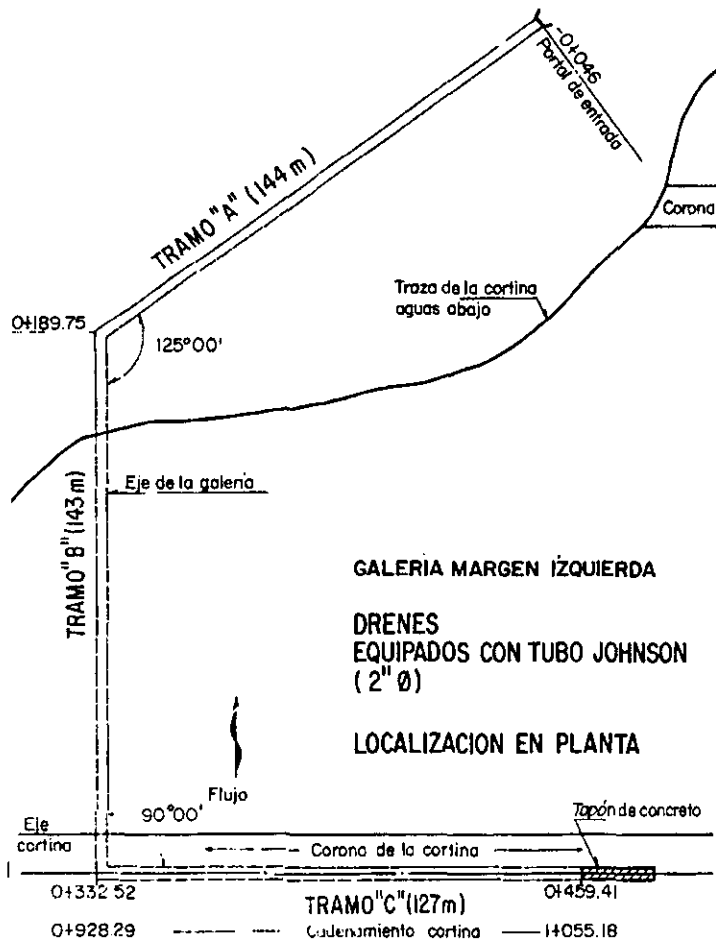 -0+046
Portal de entrada
TRAMO "A" (144 m)
Corona
Traza de la cortina
aguas abajo
0+189.75
125°00'
Eje de la galeria
TRAMO "B" (143 m)
GALERIA MARGEN IZQUIERDA
DRENES
EQUIPADOS CON TUBO JOHNSON
(2" Ø)
LOCALIZACION EN PLANTA
Flujo
90°00'
Tapón de concreto
Eje
cortina
Corona de la cortina
0+332 52
0+459.41
TRAMO "C" (127m)
0+928.29
Cadenamiento cortina
1+055.18